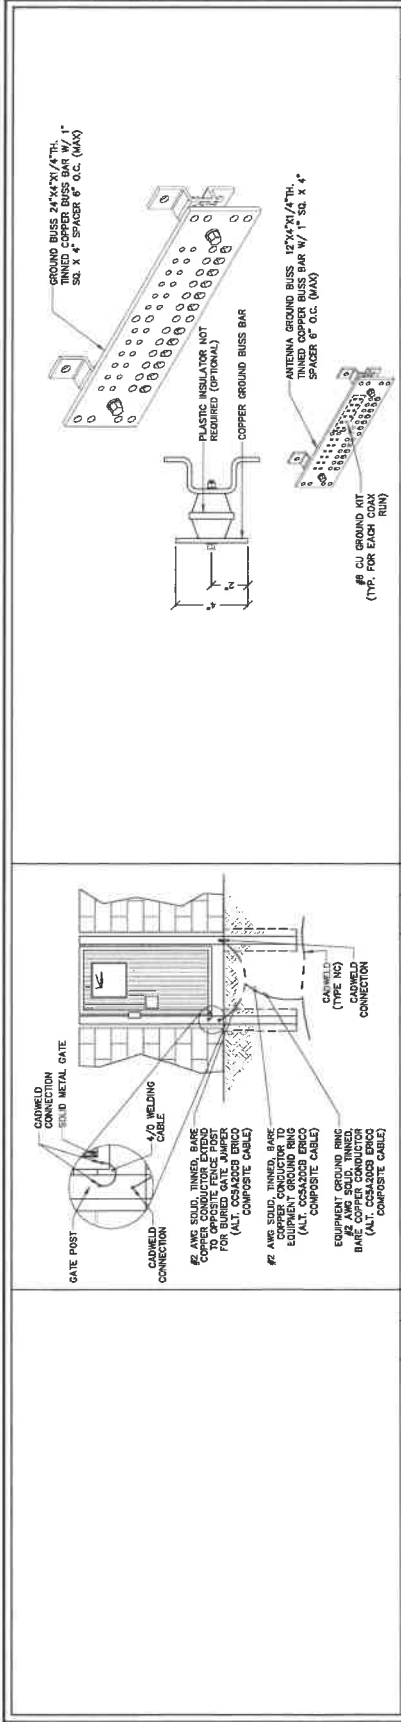 CADWELD
CONNECTION
SOLID METAL GATE
GATE POST
4/0 WELDING
CABLE
CADWELD
CONNECTION
#2 AWG SOLID, TINNED, BARE
COPPER CONDUCTOR EXTEND
TO OPPOSITE FENCE POST
FOR BURIED GATE JUMPER
(ALT. CC5A20CB ERICO
COMPOSITE CABLE)
#2 AWG SOLID, TINNED, BARE
COPPER CONDUCTOR TO
EQUIPMENT GROUND RING
(ALT. CC5A20CB ERICO
COMPOSITE CABLE)
EQUIPMENT GROUND RING
#2 AWG SOLID, TINNED,
BARE COPPER CONDUCTOR
(ALT. CC5A20CB ERICO
COMPOSITE CABLE)
CADWELD
(TYPE NC)
CADWELD
CONNECTION
GROUND BUSS 24"X4"X1/4"TH.
TINNED COPPER BUSS BAR W/ 1"
SQ. X 4" SPACER 6" O.C. (MAX)
PLASTIC INSULATOR NOT
REQUIRED (OPTIONAL)
COPPER GROUND BUSS BAR
4"
2"
ANTENNA GROUND BUSS 12"X4"X1/4"TH.
TINNED COPPER BUSS BAR W/ 1" SQ. X 4"
SPACER 6" O.C. (MAX)
#6 CU GROUND KIT
(TYP. FOR EACH COAX
RUN)